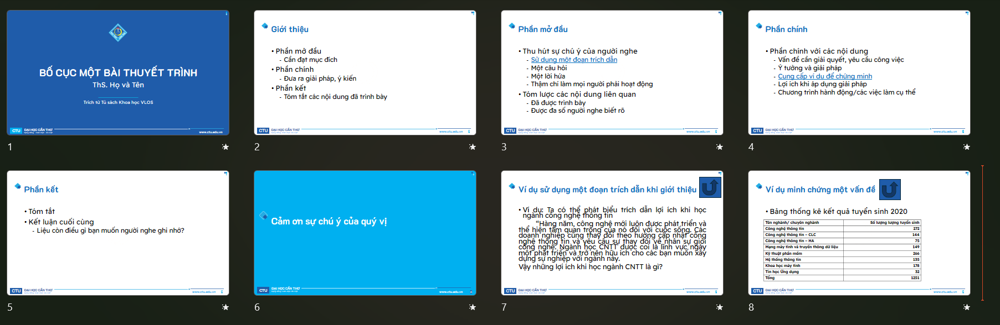 BỐ CỤC MỘT BÀI THUYẾT TRÌNH
ThS. Họ và Tên
Trích từ Tủ sách Khoa học VLOS
CTU ĐẠI HỌC CẦN THƠ
www.ctu.edu.vn
1
Giới thiệu
• Phần mở đầu
- Cần đạt mục đích
• Phần chính
- Đưa ra giải pháp, ý kiến
• Phần kết
- Tóm tắt các nội dung đã trình bày
CTU ĐẠI HỌC CẦN THƠ
www.ctu.edu.vn
2
Phần mở đầu
• Thu hút sự chú ý của người nghe
- Sử dụng một đoạn trích dẫn
- Một câu hỏi
- Một lời hứa
- Thậm chí làm mọi người phải hoạt động
• Tóm lược các nội dung liên quan
- Đã được trình bày
- Được đa số người nghe biết rõ
CTU ĐẠI HỌC CẦN THƠ
www.ctu.edu.vn
3
Phần chính
• Phần chính với các nội dung
- Vấn đề cần giải quyết, yêu cầu công việc
- Ý tưởng và giải pháp
- Cung cấp ví dụ để chứng minh
- Lợi ích khi áp dụng giải pháp
- Chương trình hành động/các việc làm cụ thể
CTU ĐẠI HỌC CẦN THƠ
www.ctu.edu.vn
4
Phần kết
• Tóm tắt
• Kết luận cuối cùng
- Liệu còn điều gì bạn muốn người nghe ghi nhớ?
CTU ĐẠI HỌC CẦN THƠ
www.ctu.edu.vn
5
Cảm ơn sự chú ý của quý vị
CTU ĐẠI HỌC CẦN THƠ
www.ctu.edu.vn
6
Ví dụ sử dụng một đoạn trích dẫn khi giới thiệu
• Ví dụ: Ta có thể phát biểu trích dẫn lợi ích khi học
ngành công nghệ thông tin
“Hàng năm, công nghệ mới luôn được phát triển và
thể hiện tầm quan trọng của nó đối với cuộc sống. Các
doanh nghiệp cũng thay đổi theo hướng cập nhật công
nghệ thông tin và yêu cầu sự thay đổi về nhân sự giỏi
công nghệ. Ngành học CNTT được coi là lĩnh vực ngày
một phát triển và trở nên hữu ích cho các bạn muốn xây
dựng sự nghiệp với ngành này.
Vậy những lợi ích khi học ngành CNTT là gì?
CTU ĐẠI HỌC CẦN THƠ
www.ctu.edu.vn
7
Ví dụ minh chứng một vấn đề
• Bảng thống kê kết quả tuyển sinh 2020
Tên nghành/ chuyên nghành Số lượng lượng tuyển sinh
Công nghệ thông tin 272
Công nghệ thông tin – CLC 144
Công nghệ thông tin – HA 75
Mạng máy tính và truyền thông dữ liệu 149
Kỹ thuật phần mềm 266
Hệ thống thông tin 135
Khoa học máy tính 178
Tin học Ứng dụng 32
Tổng 1251
CTU ĐẠI HỌC CẦN THƠ
www.ctu.edu.vn
8